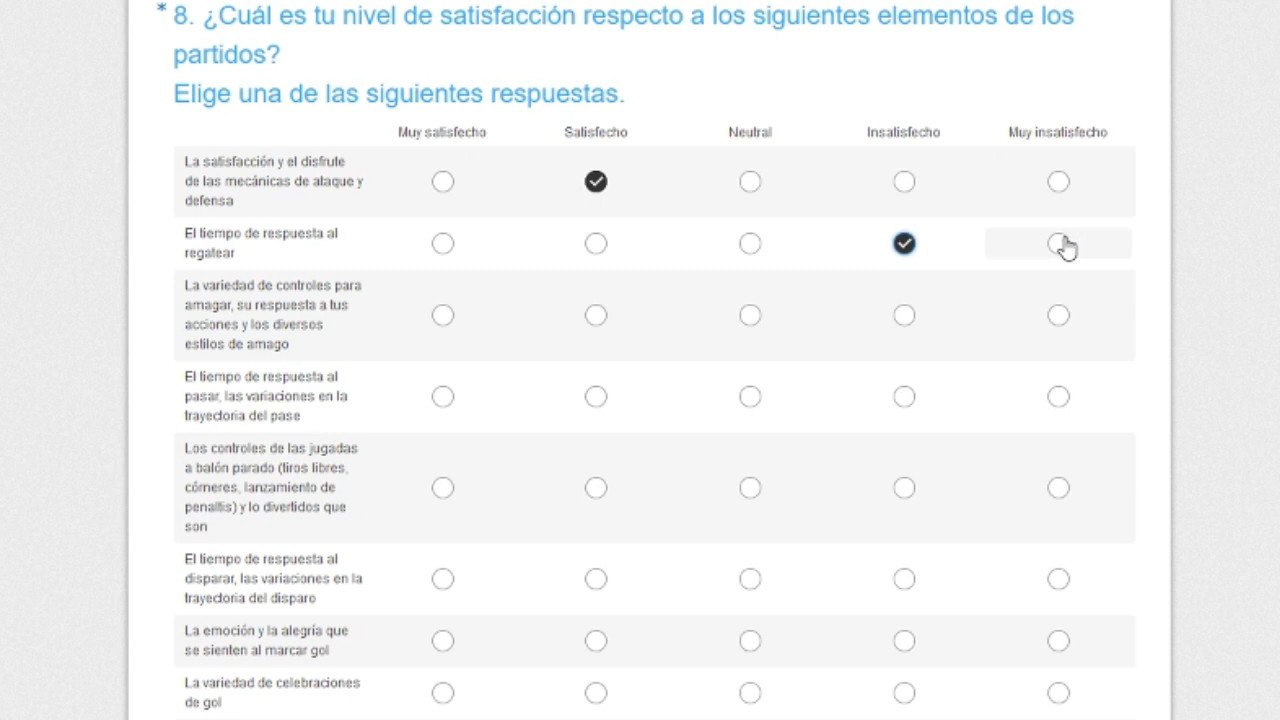 * 8. ¿Cuál es tu nivel de satisfacción respecto a los siguientes elementos de los
partidos?
Elige una de las siguientes respuestas.
Muy satisfecho Satisfecho Neutral Insalisfecho Muy insalisfecho
La satisfacción y el disfrute
de las mecánicas de ataque y
defensa
El tiempo de respuesta al
regatear
La variedad de controles para
amagar, su respuesta a tus
acciones y los diversos
estilos de amago
El tiempo de respuesta al
pasar, las variaciones en la
trayectoria del pase
Los controles de las jugadas
a balón parado (tiros libres,
córneres, lanzamiento de
penaltis) y lo divertidos que
son
El tiempo de respuesta al
disparar, las variaciones en la
trayectoria del disparo
La emoción y la alegría que
se sienten al marcar gol
La variedad de celebraciones
de gol